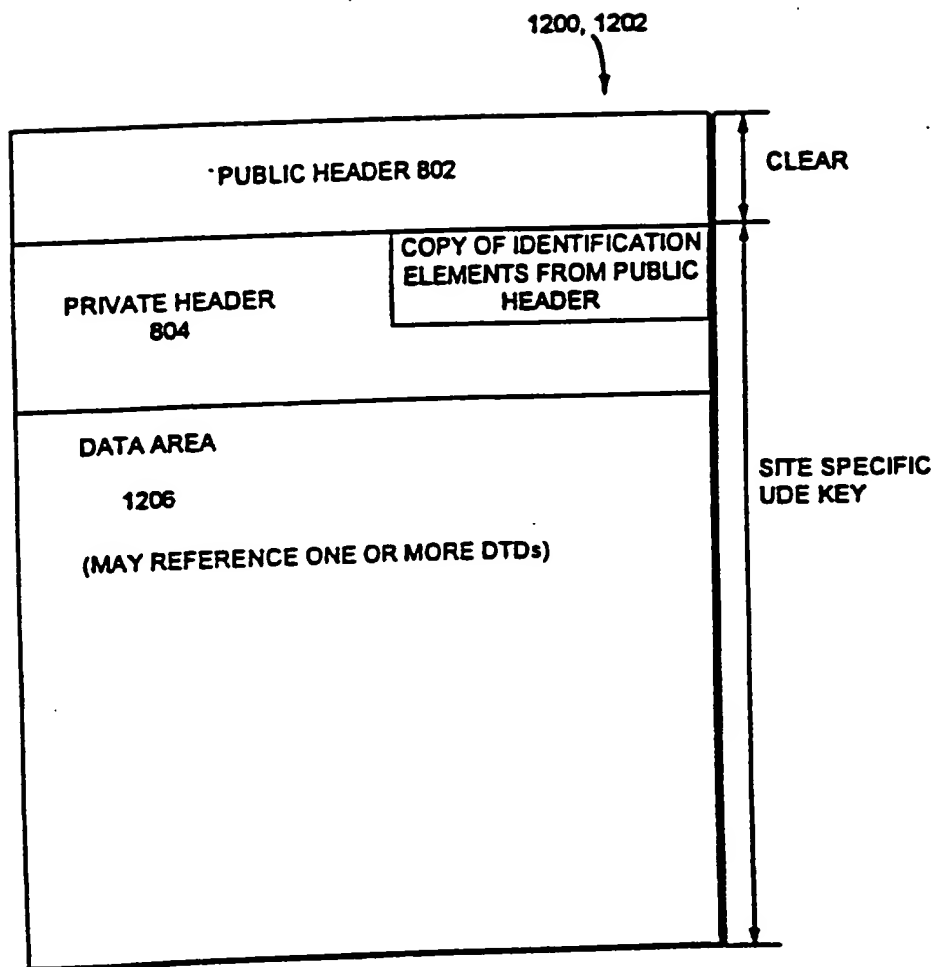 1200, 1202
PUBLIC HEADER 802
CLEAR
COPY OF IDENTIFICATION
ELEMENTS FROM PUBLIC
HEADER
PRIVATE HEADER
804
DATA AREA
1206
(MAY REFERENCE ONE OR MORE DTDs)
SITE SPECIFIC
UDE KEY